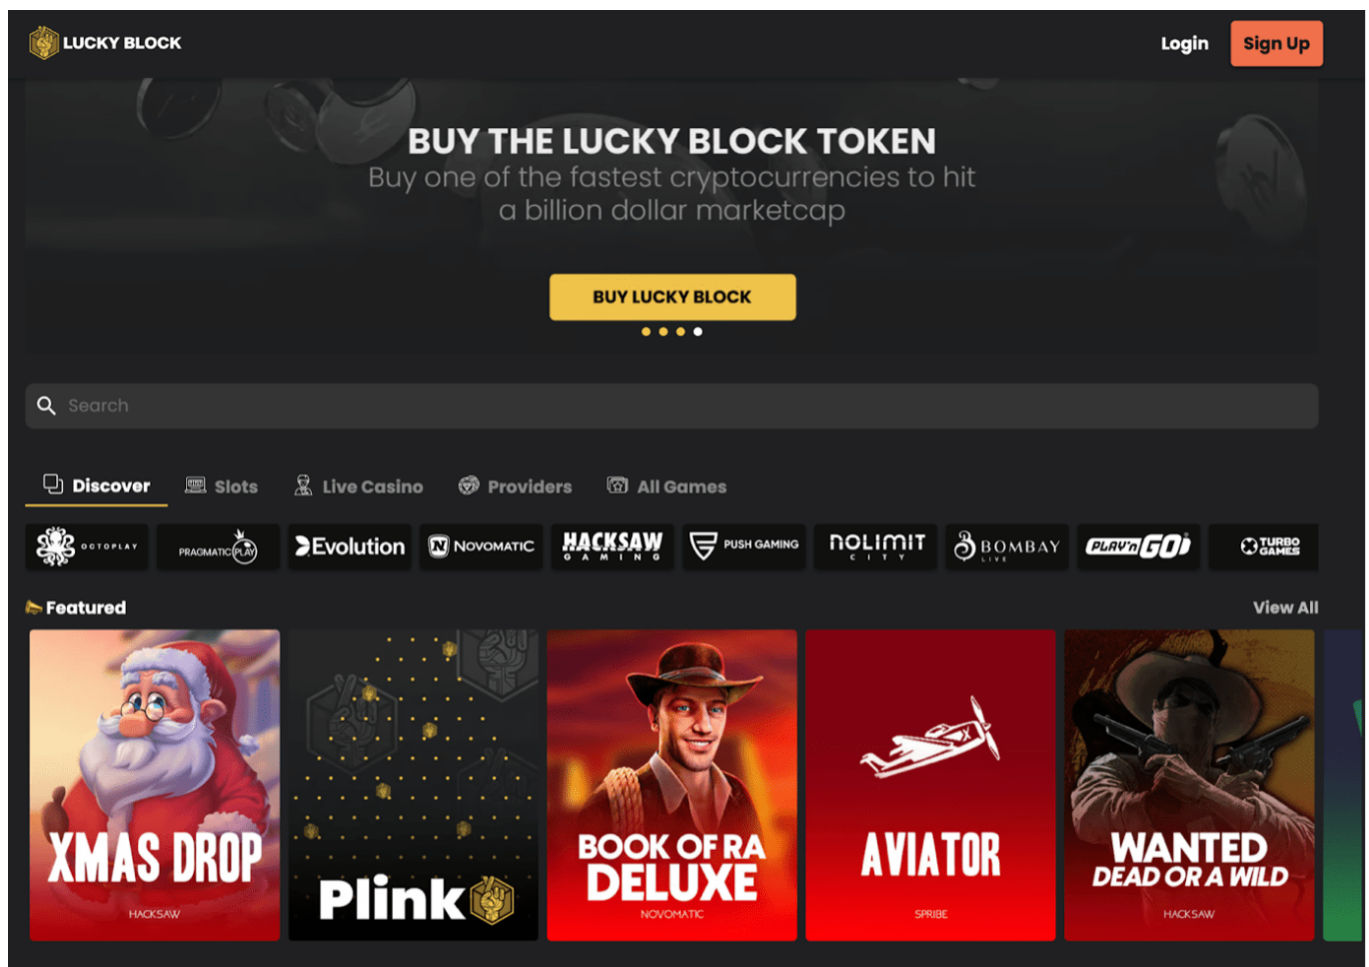 LUCKY BLOCK
Login
Sign Up
BUY THE LUCKY BLOCK TOKEN
Buy one of the fastest cryptocurrencies to hit
a billion dollar marketcap
BUY LUCKY BLOCK
Search
Discover
Slots
Live Casino
Providers
All Games
OCTOPLAY
PRAGMATIC PLAY
Evolution
NOVOMATIC
HACKSAW
GAMING
PUSH GAMING
NOLIMIT
CITY
BOMBAY
LIVE
PLAY'n GO
TURBO
GAMES
Featured
View All
XMAS DROP
HACKSAW
Plink
BOOK OF RA
DELUXE
NOVOMATIC
AVIATOR
SPRIBE
WANTED
DEAD OR A WILD
HACKSAW